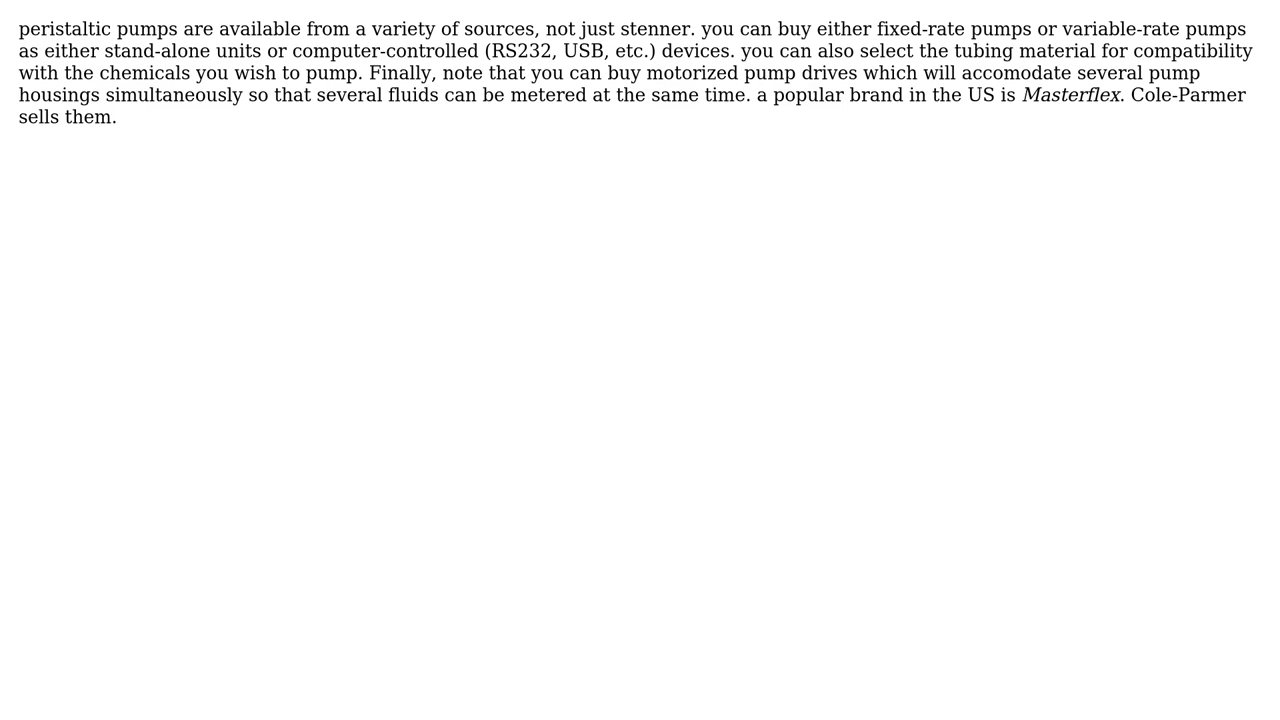 peristaltic pumps are available from a variety of sources, not just stenner. you can buy either fixed-rate pumps or variable-rate pumps
as either stand-alone units or computer-controlled (RS232, USB, etc.) devices. you can also select the tubing material for compatibility
with the chemicals you wish to pump. Finally, note that you can buy motorized pump drives which will accomodate several pump
housings simultaneously so that several fluids can be metered at the same time. a popular brand in the US is Masterflex. Cole-Parmer
sells them.